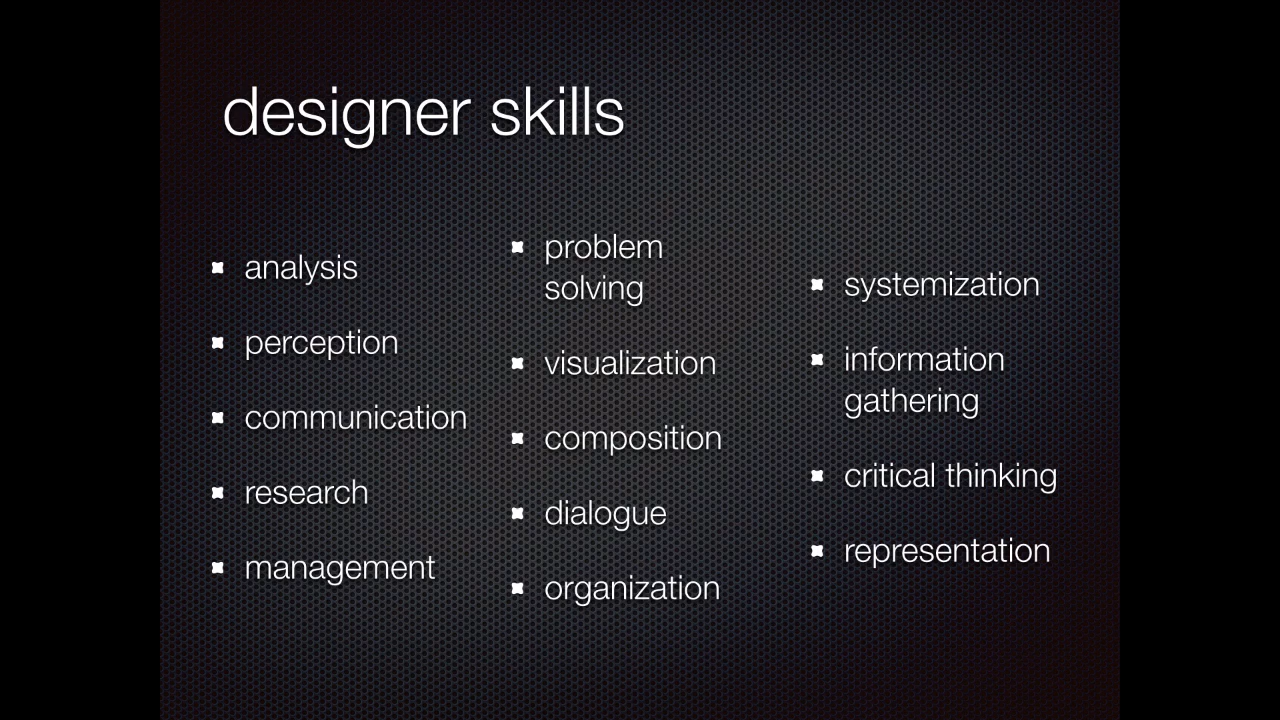 designer skills
analysis
perception
communication
research
management
problem
solving
visualization
composition
dialogue
organization
systemization
information
gathering
critical thinking
representation